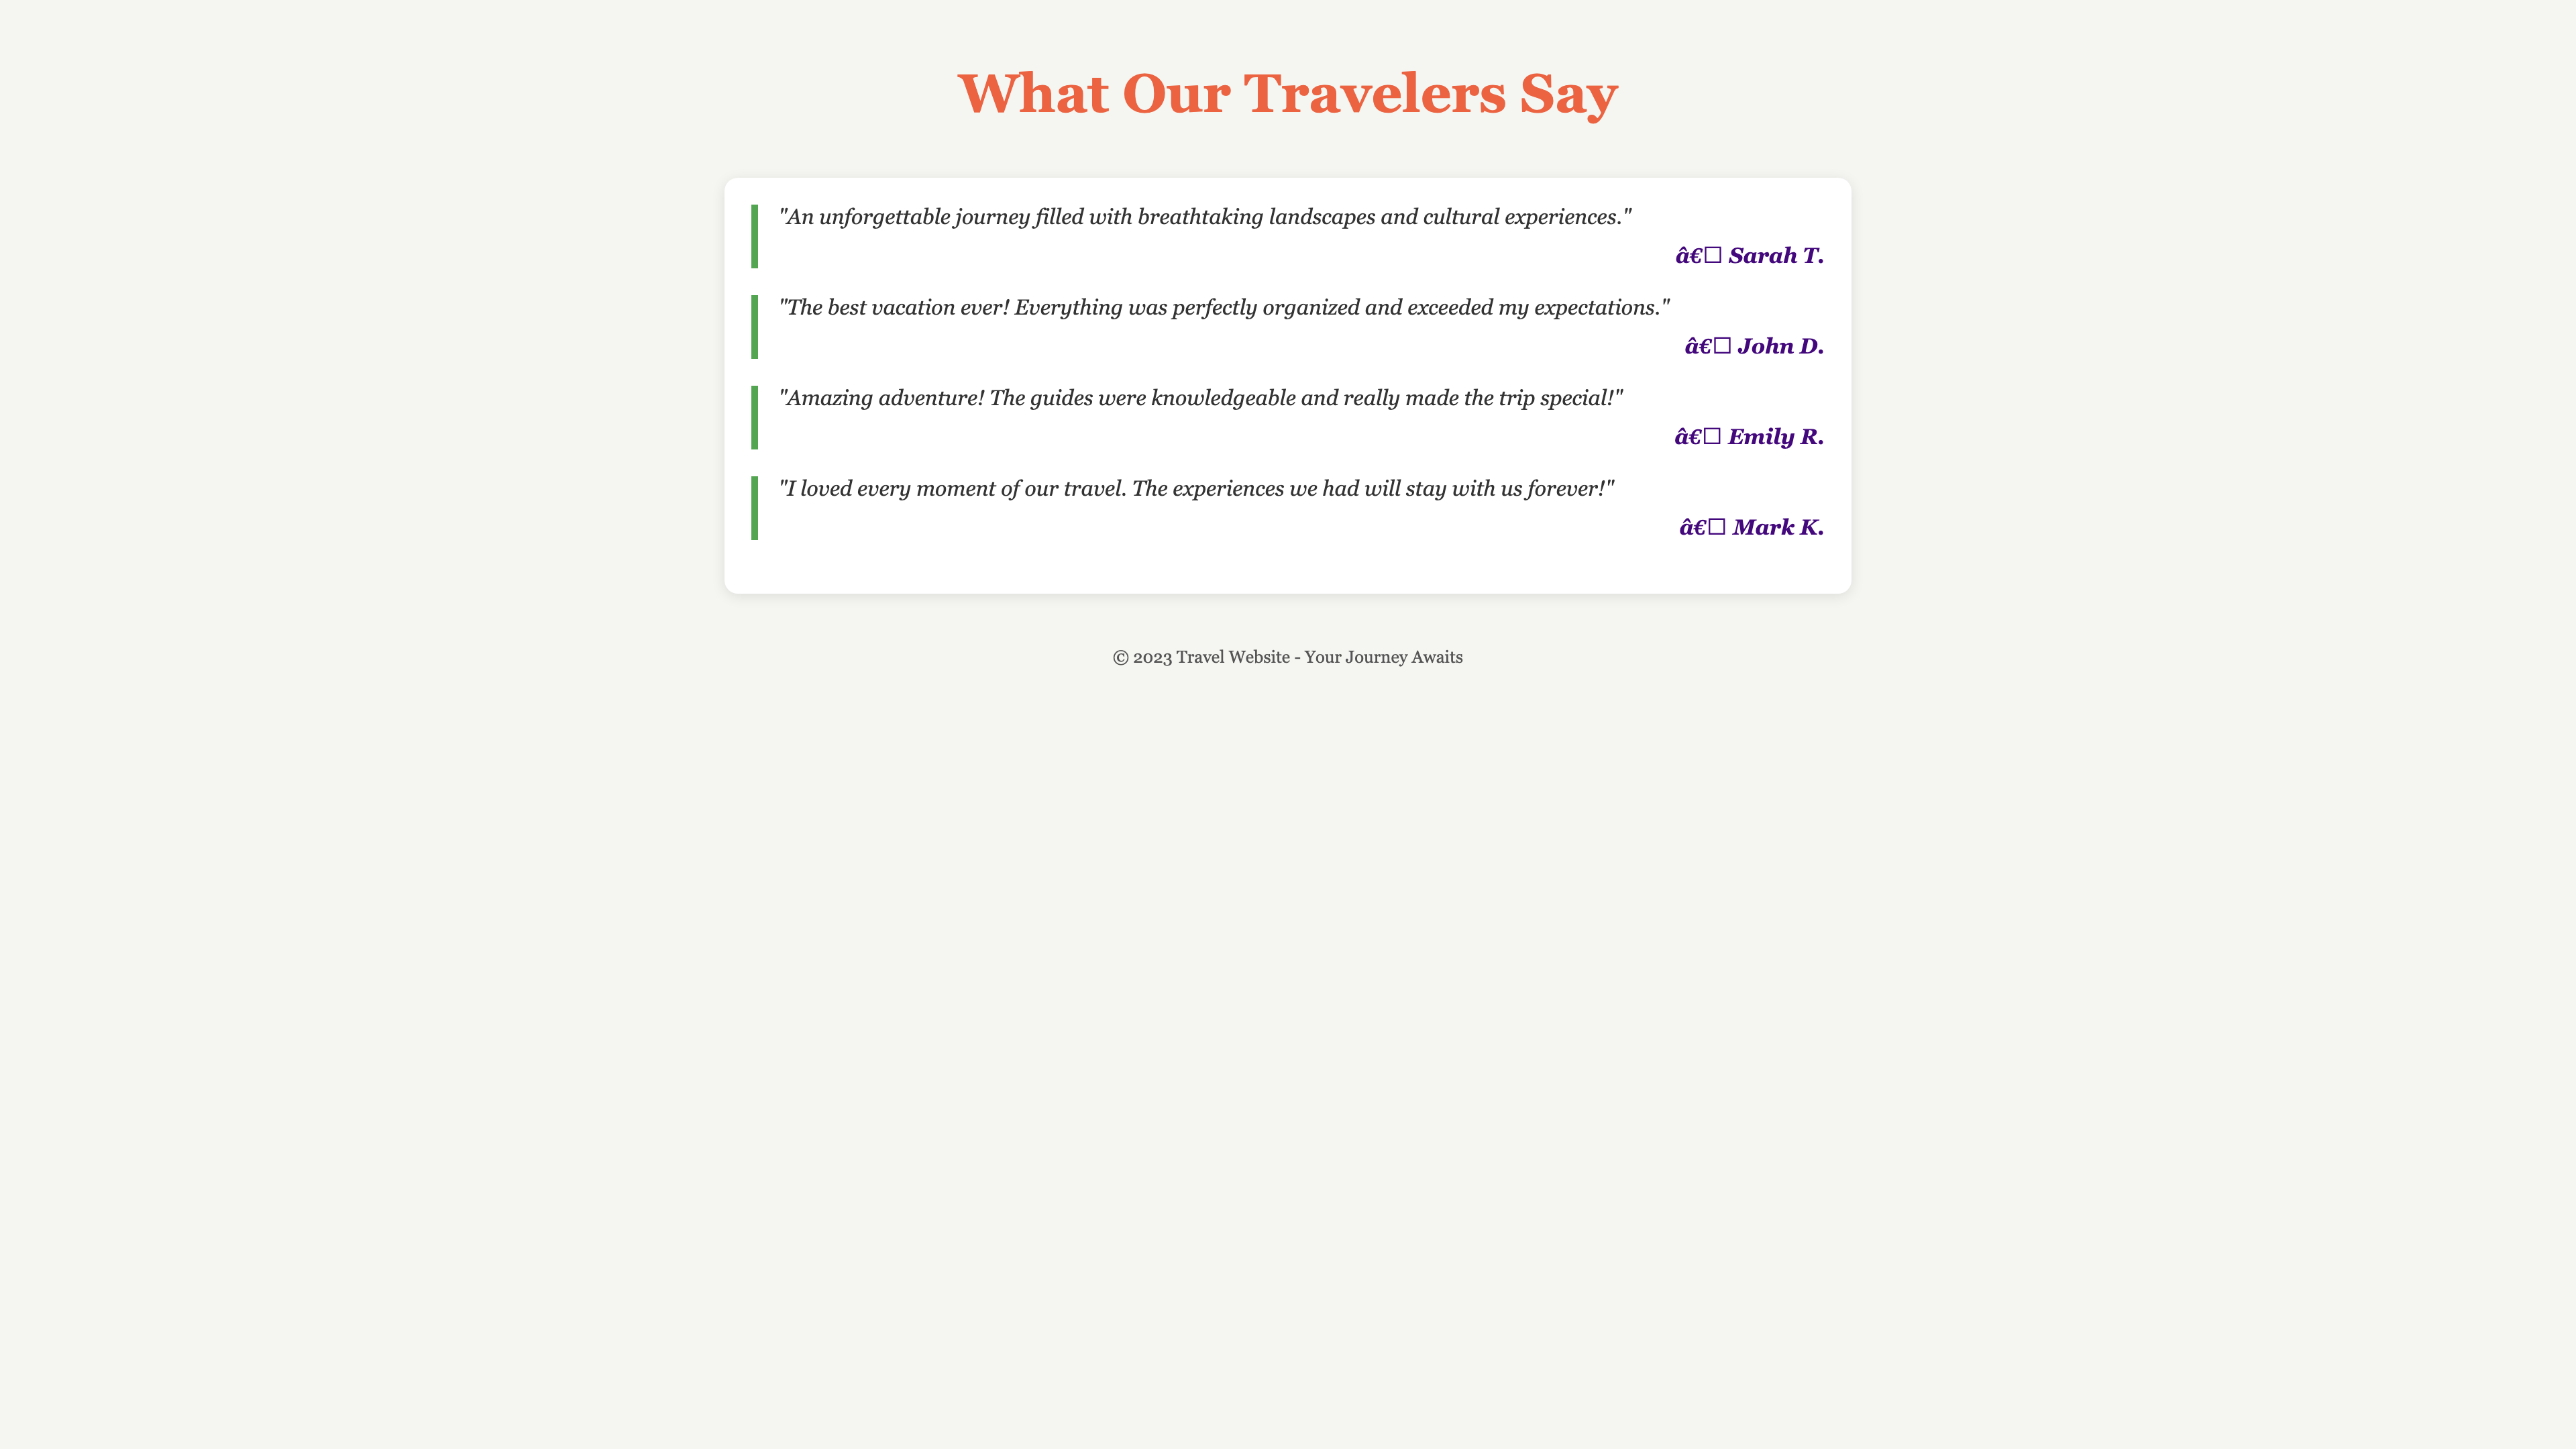 What Our Travelers Say
"An unforgettable journey filled with breathtaking landscapes and cultural experiences."
â€□ Sarah T.
"The best vacation ever! Everything was perfectly organized and exceeded my expectations."
â€□ John D.
"Amazing adventure! The guides were knowledgeable and really made the trip special!"
â€□ Emily R.
"I loved every moment of our travel. The experiences we had will stay with us forever!"
â€□ Mark K.
© 2023 Travel Website - Your Journey Awaits